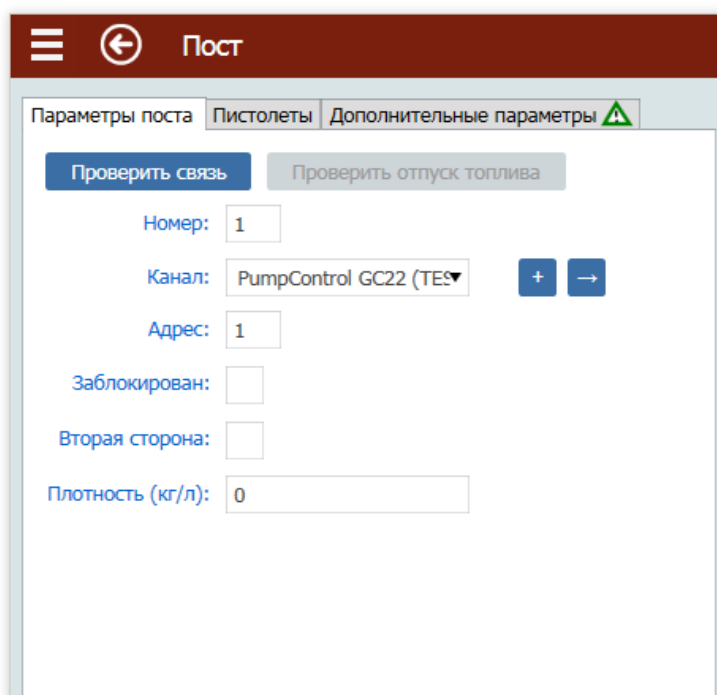 Пост
Параметры поста Пистолеты Дополнительные параметры
Проверить связь Проверить отпуск топлива
Номер: 1
Канал: PumpControl GC22 (TES + →
Адрес: 1
Заблокирован:
Вторая сторона:
Плотность (кг/л): 0